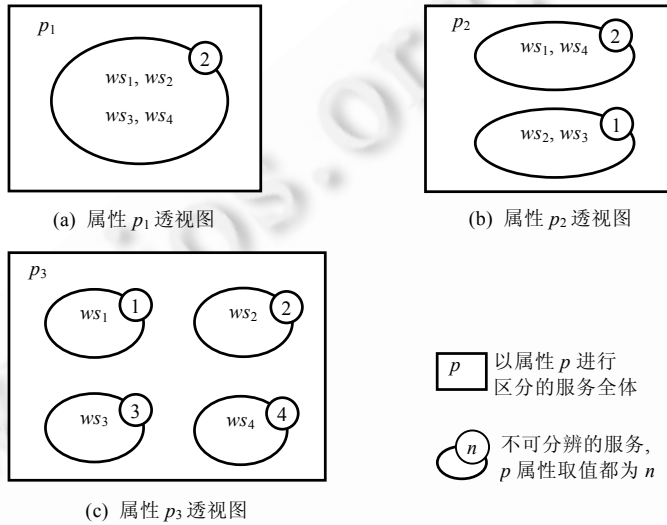 p₁
2
ws₁, ws₂
ws₃, ws₄
(a) 属性 p₁ 透视图
p₂
2
ws₁, ws₄
1
ws₂, ws₃
(b) 属性 p₂ 透视图
p₃
1
ws₁
2
ws₂
3
ws₃
4
ws₄
(c) 属性 p₃ 透视图
p
以属性 p 进行
区分的服务全体
n
不可分辨的服务,
p 属性取值都为 n